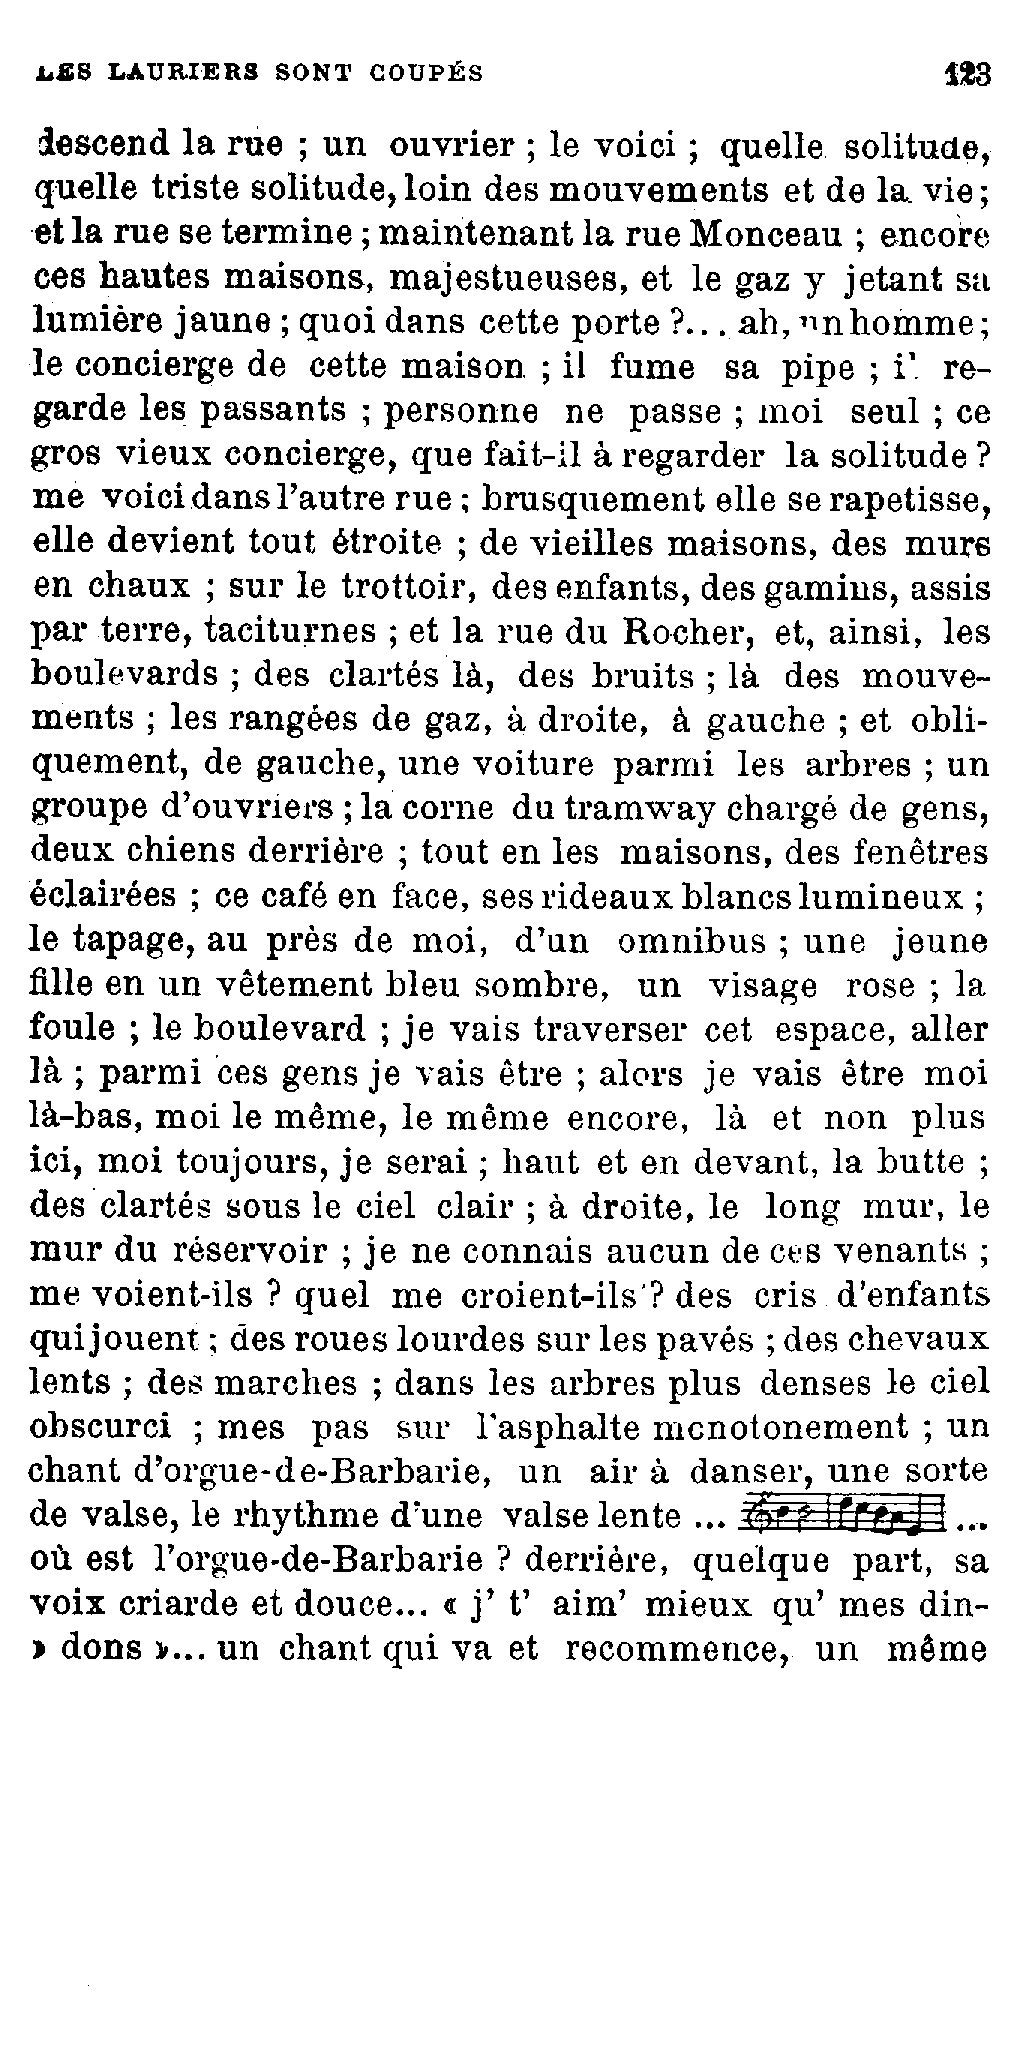 LES LAURIERS SONT COUPÉS 123
descend la rue ; un ouvrier ; le voici ; quelle solitude,
quelle triste solitude, loin des mouvements et de la vie ;
et la rue se termine ; maintenant la rue Monceau ; encore
ces hautes maisons, majestueuses, et le gaz y jetant sa
lumière jaune ; quoi dans cette porte ?... ah, un homme ;
le concierge de cette maison ; il fume sa pipe ; il re-
garde les passants ; personne ne passe ; moi seul ; ce
gros vieux concierge, que fait-il à regarder la solitude ?
me voici dans l'autre rue ; brusquement elle se rapetisse,
elle devient tout étroite ; de vieilles maisons, des murs
en chaux ; sur le trottoir, des enfants, des gamins, assis
par terre, taciturnes ; et la rue du Rocher, et, ainsi, les
boulevards ; des clartés là, des bruits ; là des mouve-
ments ; les rangées de gaz, à droite, à gauche ; et obli-
quement, de gauche, une voiture parmi les arbres ; un
groupe d'ouvriers ; la corne du tramway chargé de gens,
deux chiens derrière ; tout en les maisons, des fenêtres
éclairées ; ce café en face, ses rideaux blancs lumineux ;
le tapage, au près de moi, d'un omnibus ; une jeune
fille en un vêtement bleu sombre, un visage rose ; la
foule ; le boulevard ; je vais traverser cet espace, aller
là ; parmi ces gens je vais être ; alors je vais être moi
là-bas, moi le même, le même encore, là et non plus
ici, moi toujours, je serai ; haut et en devant, la butte ;
des clartés sous le ciel clair ; à droite, le long mur, le
mur du réservoir ; je ne connais aucun de ces venants ;
me voient-ils ? quel me croient-ils ? des cris d'enfants
qui jouent ; des roues lourdes sur les pavés ; des chevaux
lents ; des marches ; dans les arbres plus denses le ciel
obscurci ; mes pas sur l'asphalte monotonement ; un
chant d'orgue-de-Barbarie, un air à danser, une sorte
de valse, le rhythme d'une valse lente ... ...
où est l'orgue-de-Barbarie ? derrière, quelque part, sa
voix criarde et douce... « j' t' aim' mieux qu' mes din-
» dons »... un chant qui va et recommence, un même